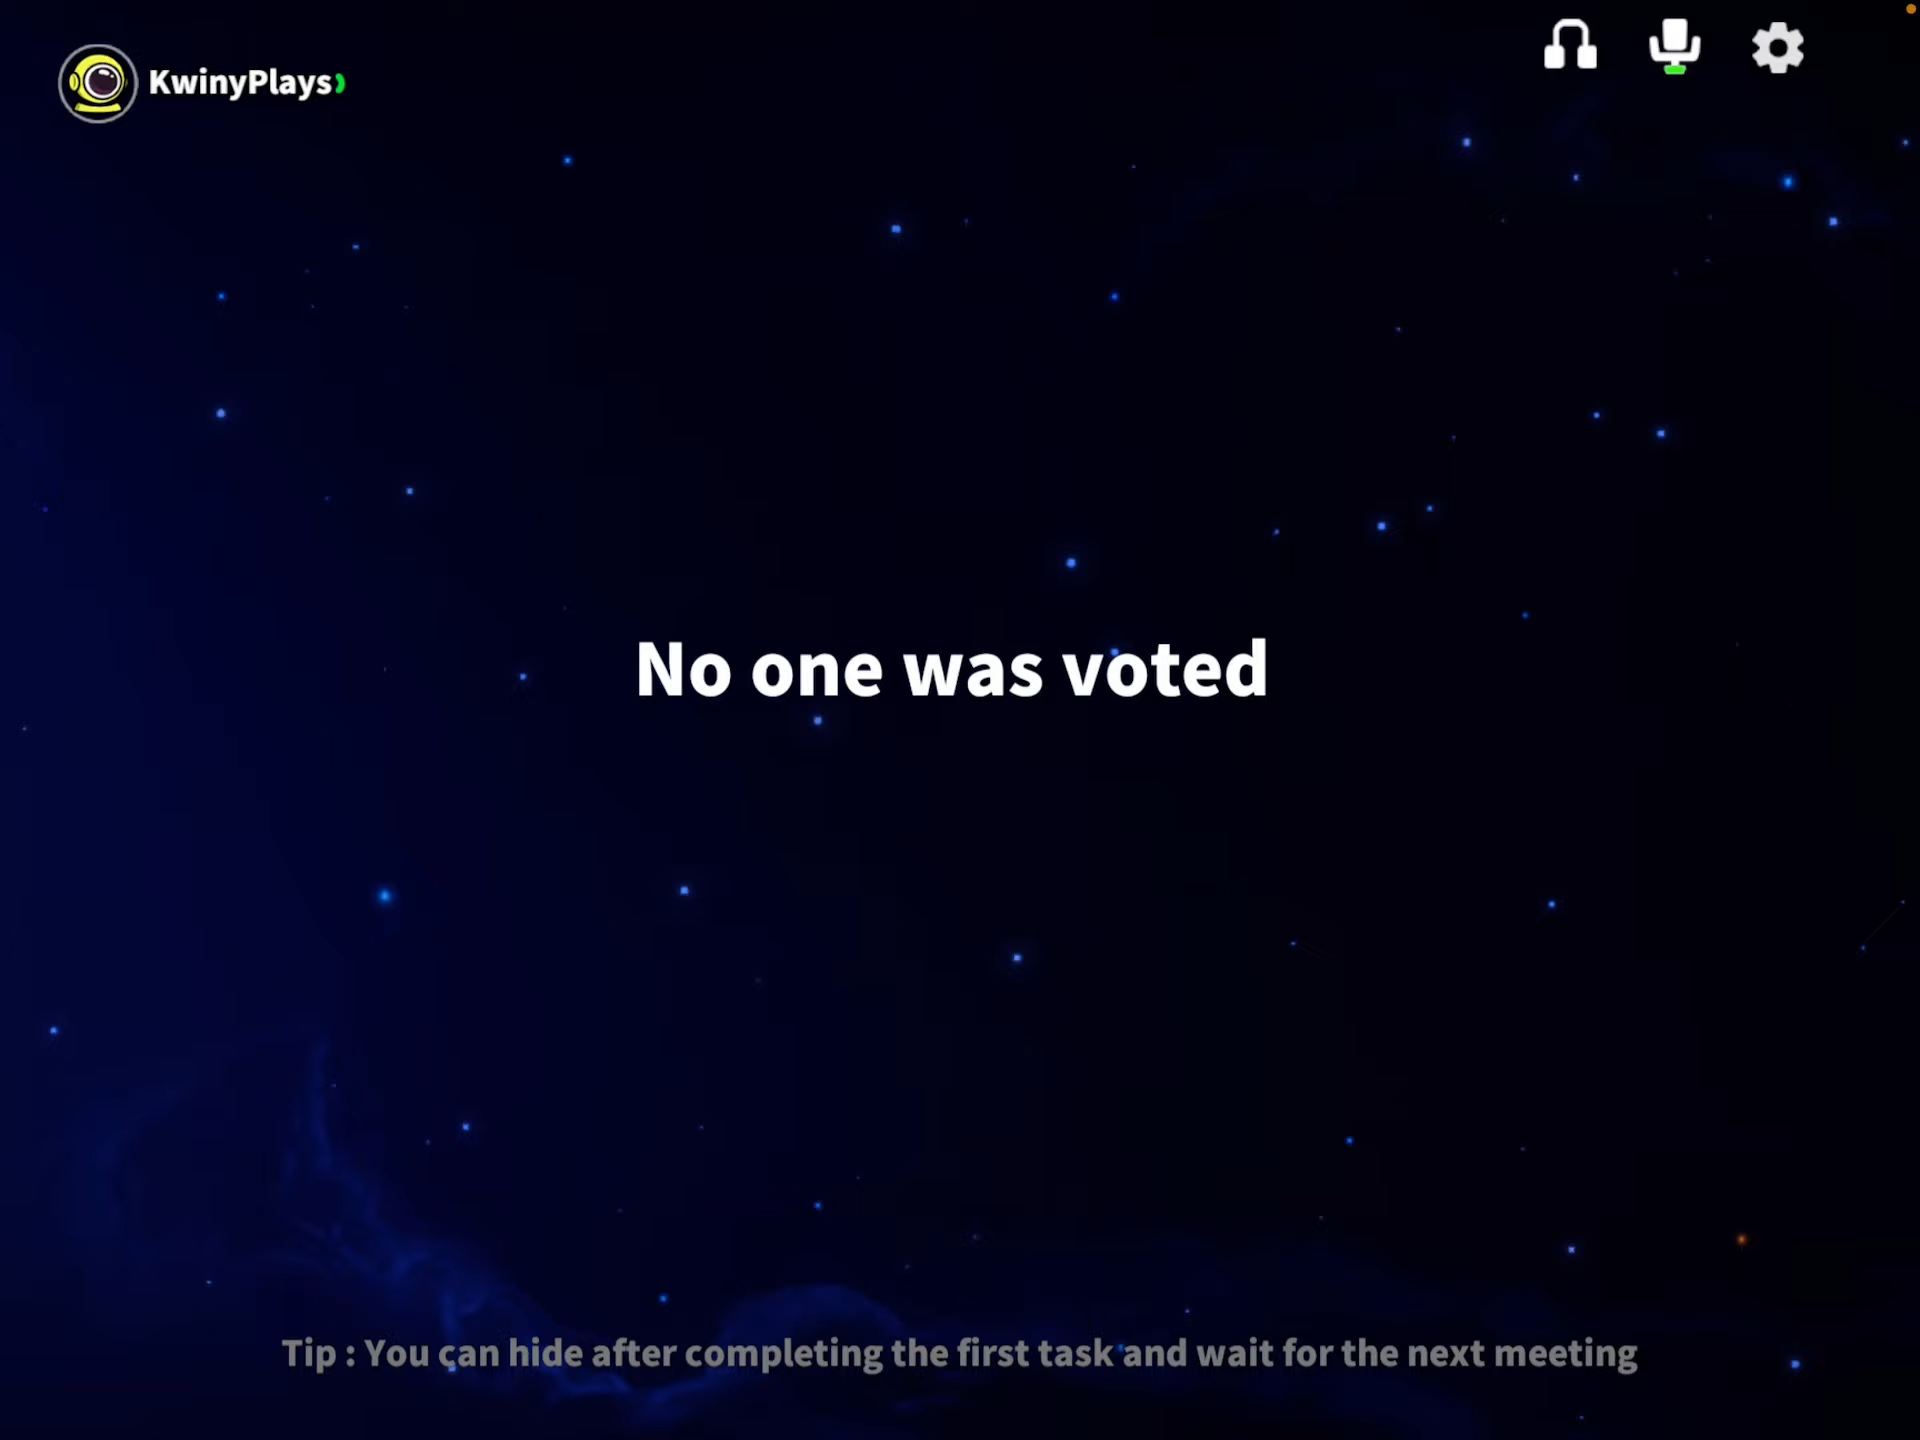 KwinyPlays
No one was voted
Tip : You can hide after completing the first task and wait for the next meeting